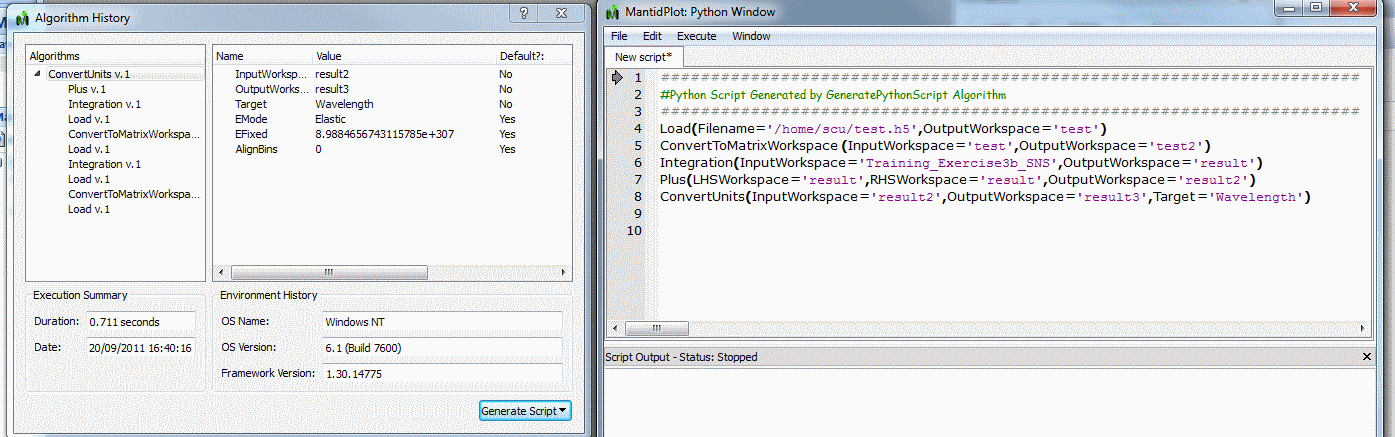 Algorithm History
Algorithms
ConvertUnits v.1
Plus v.1
Integration v.1
Load v.1
ConvertToMatrixWorkspa...
Load v.1
Integration v.1
Load v.1
ConvertToMatrixWorkspa...
Load v.1
Name Value Default?:
InputWorksp... result2 No
OutputWorks... result3 No
Target Wavelength No
EMode Elastic Yes
EFixed 8.9884656743115785e+307 Yes
AlignBins 0 Yes
Execution Summary
Duration: 0.711 seconds
Date: 20/09/2011 16:40:16
Environment History
OS Name: Windows NT
OS Version: 6.1 (Build 7600)
Framework Version: 1.30.14775
Generate Script
MantidPlot: Python Window
File Edit Execute Window
New script*
1 ######################################################################
2 #Python Script Generated by GeneratePythonScript Algorithm
3 ######################################################################
4 Load(Filename='/home/scu/test.h5',OutputWorkspace='test')
5 ConvertToMatrixWorkspace(InputWorkspace='test',OutputWorkspace='test2')
6 Integration(InputWorkspace='Training_Exercise3b_SNS',OutputWorkspace='result')
7 Plus(LHSWorkspace='result',RHSWorkspace='result',OutputWorkspace='result2')
8 ConvertUnits(InputWorkspace='result2',OutputWorkspace='result3',Target='Wavelength')
9
10
Script Output - Status: Stopped